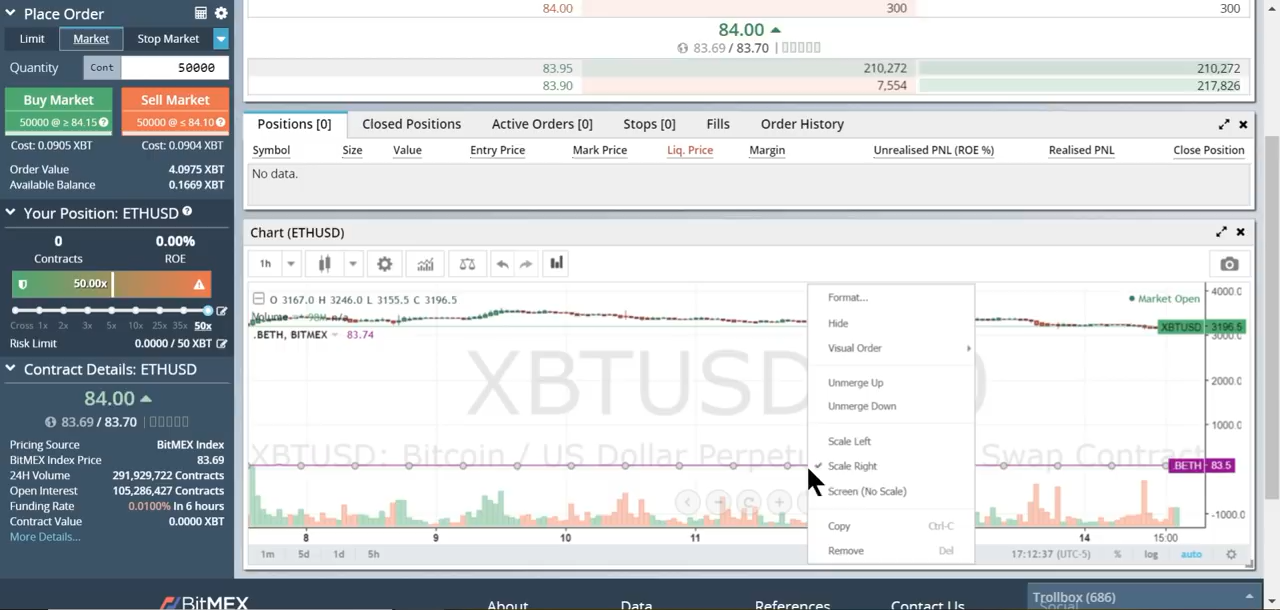 Place Order
Limit Market Stop Market
Quantity Cont 50000
Buy Market Sell Market
50000 @ ≥ 84.15 50000 @ ≤ 84.10
Cost: 0.0905 XBT Cost: 0.0904 XBT
Order Value 4.0975 XBT
Available Balance 0.1669 XBT
Your Position: ETHUSD
0 0.00%
Contracts ROE
50.00x
Cross 1x 2x 3x 5x 10x 25x 35x 50x
Risk Limit 0.0000 / 50 XBT
Contract Details: ETHUSD
84.00
83.69 / 83.70
Pricing Source BitMEX Index
BitMEX Index Price 83.69
24H Volume 291,929,722 Contracts
Open Interest 105,286,427 Contracts
Funding Rate 0.0100% In 6 hours
Contract Value 0.0000 XBT
More Details...
84.00 300 300
84.00
83.69 / 83.70
83.95 210,272 210,272
83.90 7,554 217,826
Positions [0] Closed Positions Active Orders [0] Stops [0] Fills Order History
Symbol Size Value Entry Price Mark Price Liq. Price Margin Unrealised PNL (ROE %) Realised PNL Close Position
No data.
Chart (ETHUSD)
1h
O 3167.0 H 3246.0 L 3155.5 C 3196.5
Volume n/a
.BETH, BITMEX 83.74
Market Open
4000.0
XBTUSD 3196.5
3000.0
2000.0
1000.0
BETH 83.5
-1000.0
XBTUSD
XBTUSD: Bitcoin / US Dollar Swap Contract
Format...
Hide
Visual Order
Unmerge Up
Unmerge Down
Scale Left
Scale Right
Screen (No Scale)
Copy Ctrl-C
Remove Del
8 9 10 11 14 15:00
1m 5d 1d 5h 17:12:37 (UTC-5) % log auto
BitMEX About Data References Contact Us
Trollbox (686)
Social